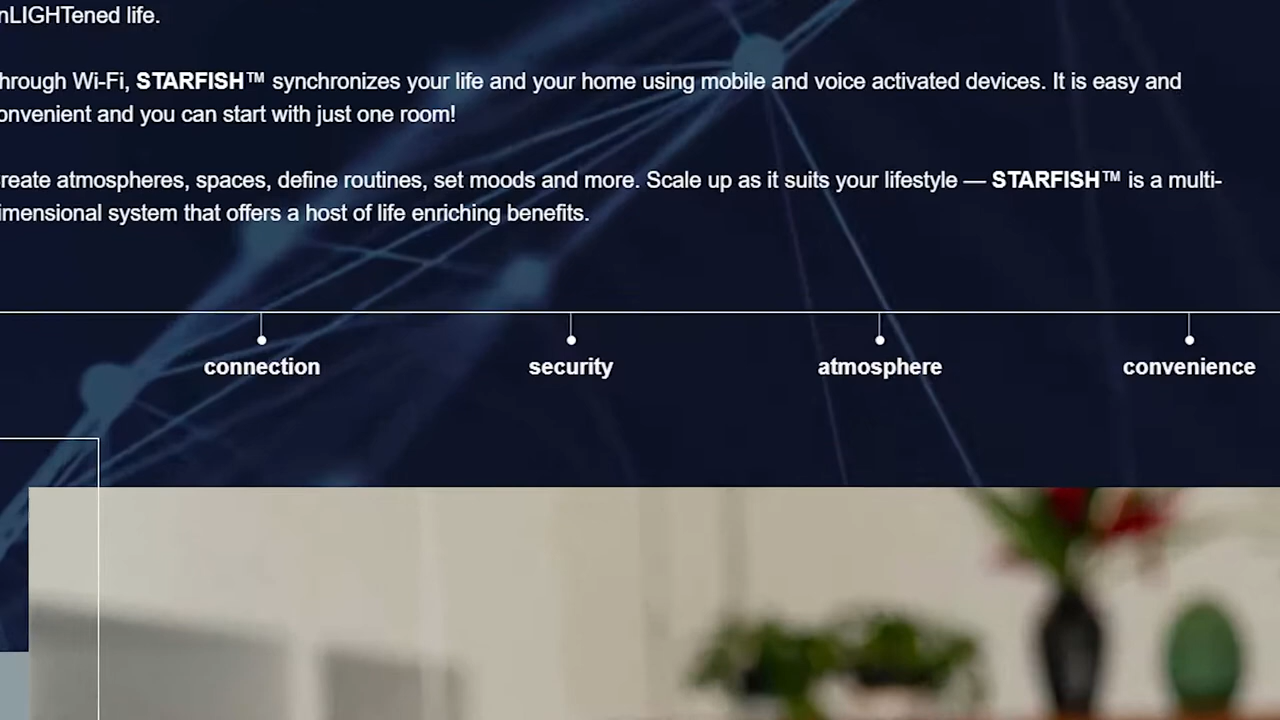 nLIGHTened life.
hrough Wi-Fi, STARFISH™ synchronizes your life and your home using mobile and voice activated devices. It is easy and
onvenient and you can start with just one room!
reate atmospheres, spaces, define routines, set moods and more. Scale up as it suits your lifestyle — STARFISH™ is a multi-
imensional system that offers a host of life enriching benefits.
connection security atmosphere convenience